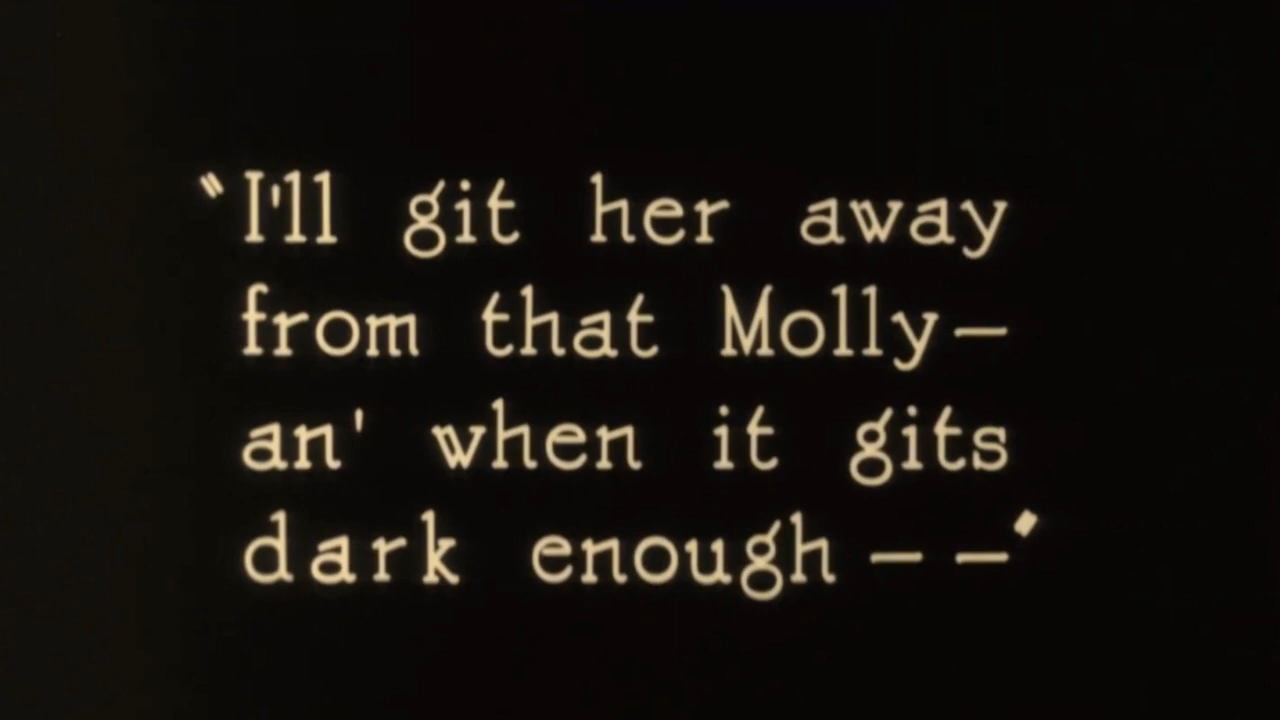 "I'll git her away
from that Molly—
an' when it gits
dark enough — —"